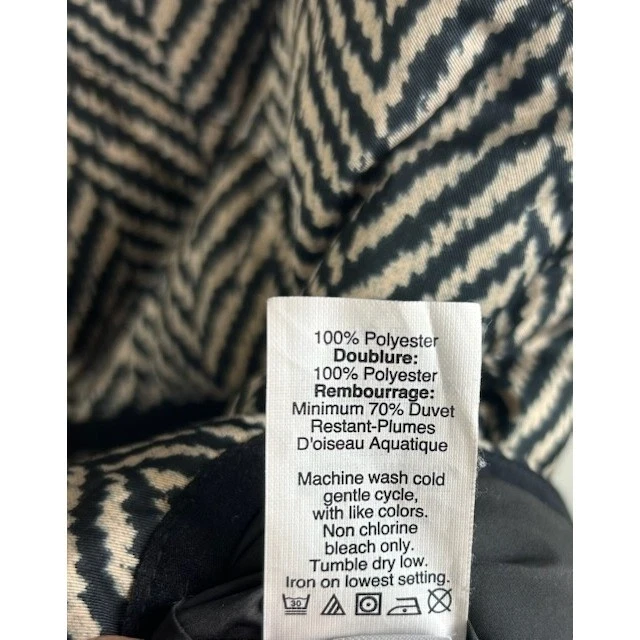 100% Polyester
Doublure:
100% Polyester
Rembourrage:
Minimum 70% Duvet
Restant-Plumes
D'oiseau Aquatique
Machine wash cold
gentle cycle,
with like colors.
Non chlorine
bleach only.
Tumble dry low.
Iron on lowest setting.
30